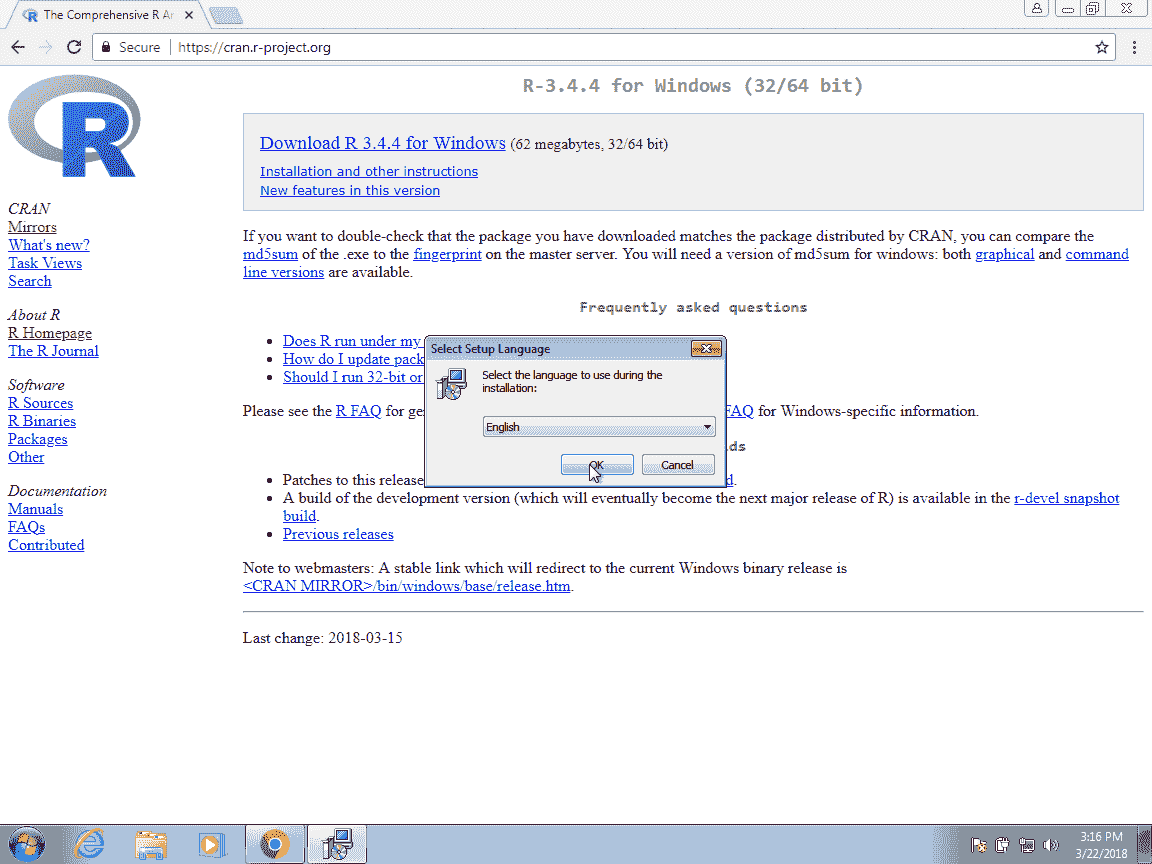 The Comprehensive R Ar
Secure
https://cran.r-project.org
R
CRAN
Mirrors
What's new?
Task Views
Search
About R
R Homepage
The R Journal
Software
R Sources
R Binaries
Packages
Other
Documentation
Manuals
FAQs
Contributed
R-3.4.4 for Windows (32/64 bit)
Download R 3.4.4 for Windows (62 megabytes, 32/64 bit)
Installation and other instructions
New features in this version
If you want to double-check that the package you have downloaded matches the package distributed by CRAN, you can compare the
md5sum of the .exe to the fingerprint on the master server. You will need a version of md5sum for windows: both graphical and command
line versions are available.
Frequently asked questions
Does R run under my
How do I update pack
Should I run 32-bit or
Please see the R FAQ for ge
FAQ for Windows-specific information.
ds
Patches to this release
d.
A build of the development version (which will eventually become the next major release of R) is available in the r-devel snapshot
build.
Previous releases
Note to webmasters: A stable link which will redirect to the current Windows binary release is
<CRAN MIRROR>/bin/windows/base/release.htm.
Last change: 2018-03-15
Select Setup Language
Select the language to use during the
installation:
English
OK
Cancel
3:16 PM
3/22/2018